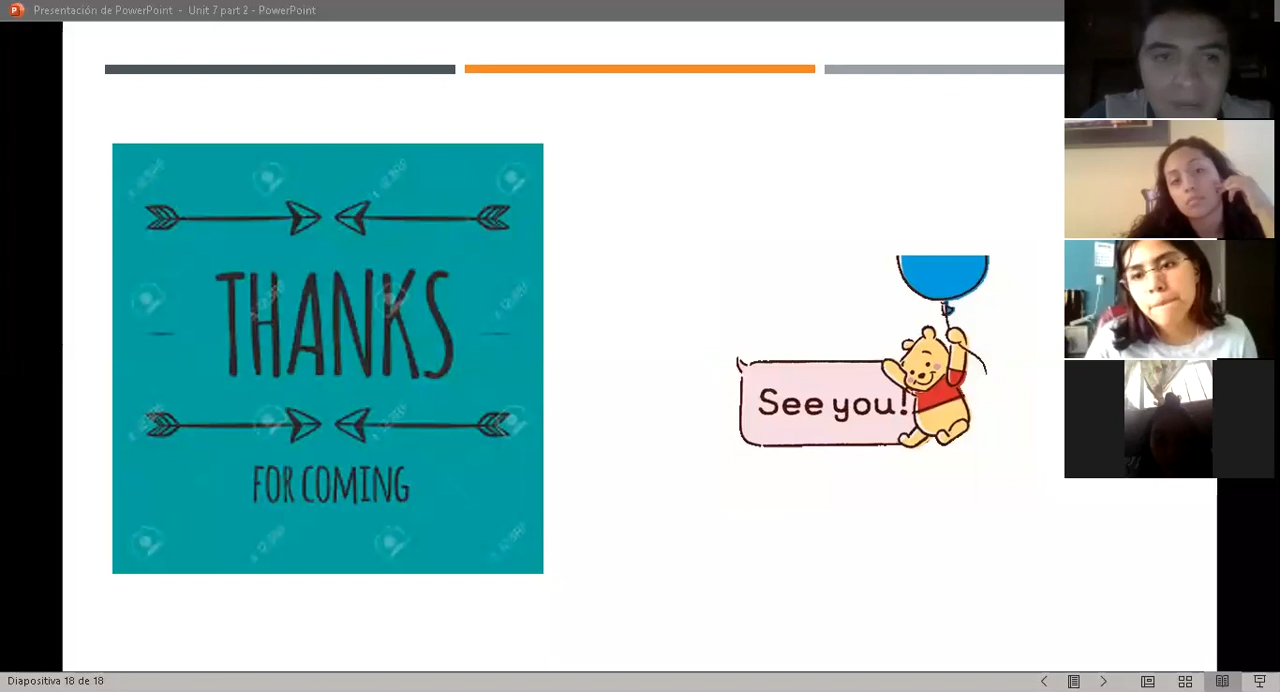 Presentación de PowerPoint - Unit 7 part 2 - PowerPoint
THANKS
FOR COMING
See you!
Diapositiva 18 de 18